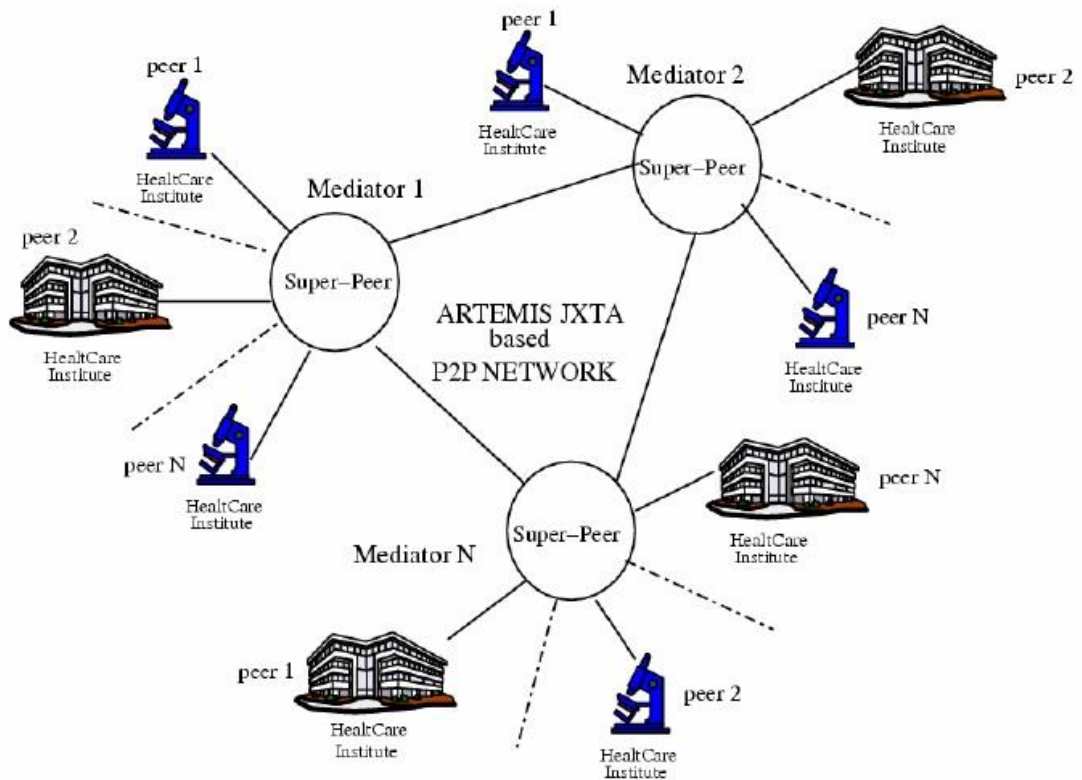 peer 1
HealtCare
Institute
Mediator 2
peer 2
HealtCare
Institute
peer 1
HealtCare
Institute
Super-Peer
Mediator 1
peer 2
HealtCare
Institute
Super-Peer
ARTEMIS JXTA
based
P2P NETWORK
peer N
HealtCare
Institute
peer N
HealtCare
Institute
peer N
HealtCare
Institute
Super-Peer
Mediator N
peer 1
HealtCare
Institute
peer 2
HealtCare
Institute